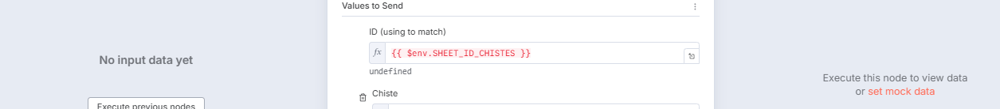 Values to Send
ID (using to match)
fx {{ $env.SHEET_ID_CHISTES }}
undefined
Chiste
No input data yet
Execute previous nodes
Execute this node to view data
or set mock data